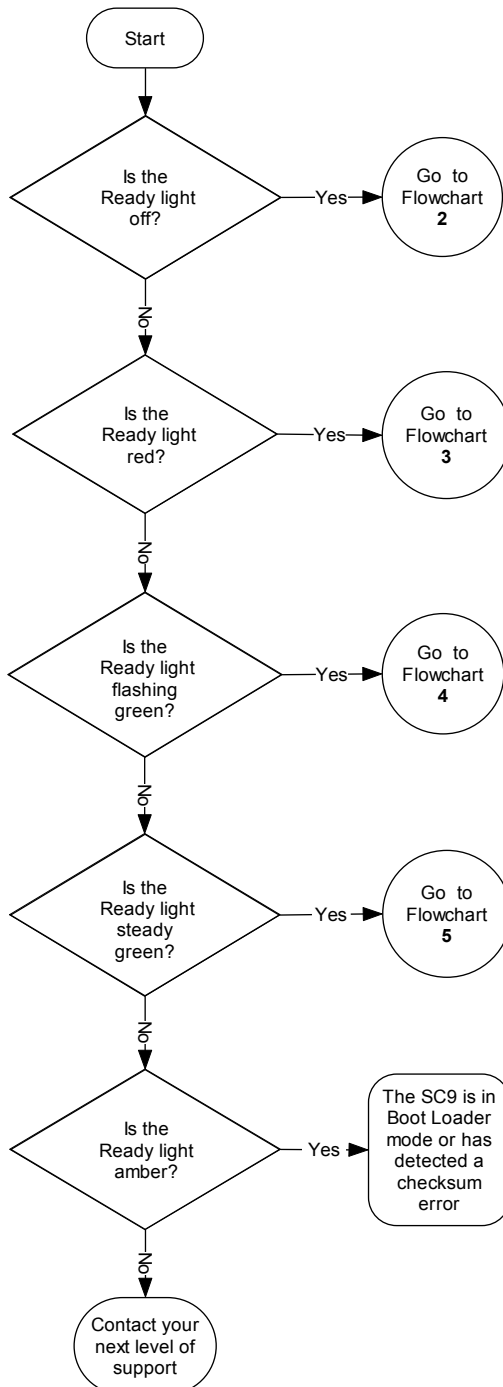 Start
Is the
Ready light
off?
Yes
Go to
Flowchart
2
No
Is the
Ready light
red?
Yes
Go to
Flowchart
3
No
Is the
Ready light
flashing
green?
Yes
Go to
Flowchart
4
No
Is the
Ready light
steady
green?
Yes
Go to
Flowchart
5
No
Is the
Ready light
amber?
Yes
The SC9 is in
Boot Loader
mode or has
detected a
checksum
error
No
Contact your
next level of
support